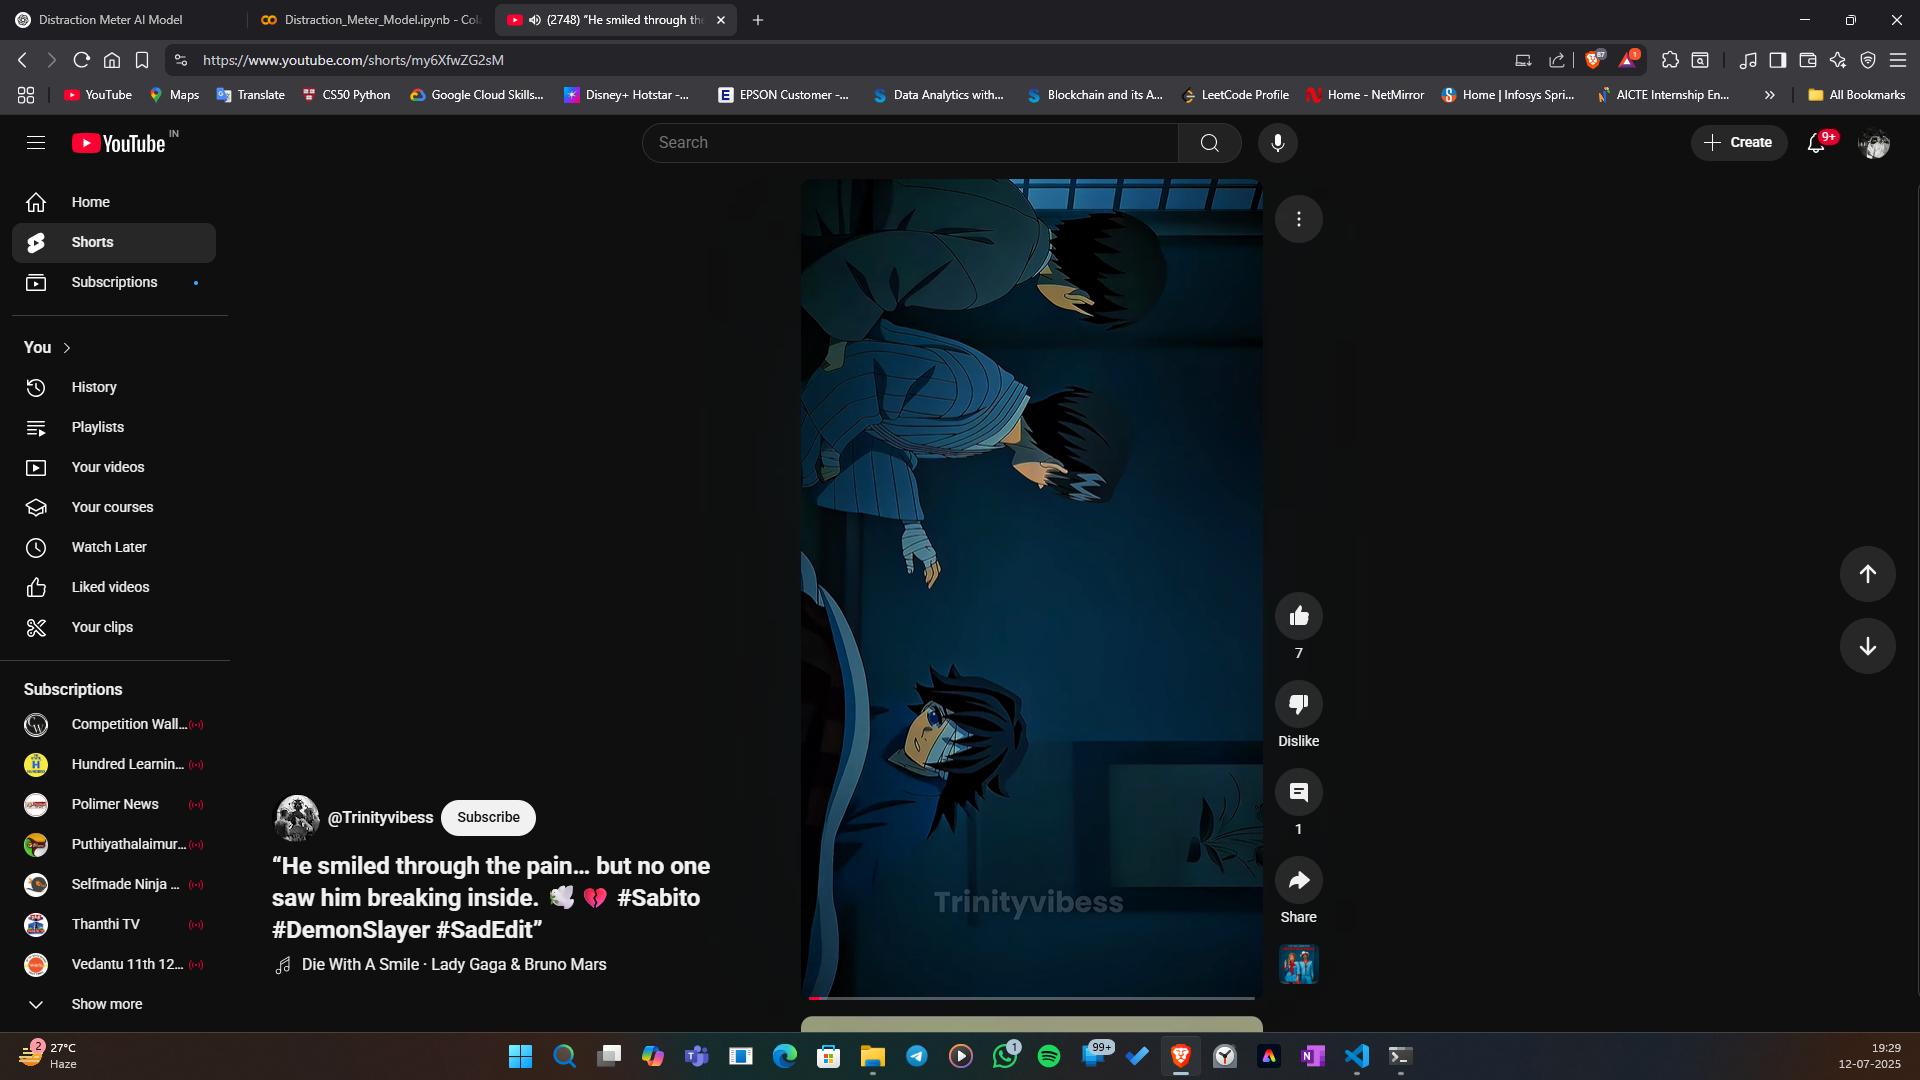 Distraction Meter AI Model
Distraction_Meter_Model.ipynb - Col
(2748) “He smiled through th
https://www.youtube.com/shorts/my6XfwZG2sM
87
1
YouTube
Maps
Translate
CS50 Python
Google Cloud Skills...
Disney+ Hotstar -...
EPSON Customer -...
Data Analytics with...
Blockchain and its A...
LeetCode Profile
Home - NetMirror
Home | Infosys Spri...
AICTE Internship En...
All Bookmarks
YouTube IN
Search
Create
9+
Home
Shorts
Subscriptions
You
History
Playlists
Your videos
Your courses
Watch Later
Liked videos
Your clips
Subscriptions
Competition Wall...
Hundred Learnin...
Polimer News
Puthiyathalaimur...
Selfmade Ninja ...
Thanthi TV
Vedantu 11th 12...
Show more
@Trinityvibess
Subscribe
“He smiled through the pain… but no one
saw him breaking inside. 🕊️ 💔 #Sabito
#DemonSlayer #SadEdit”
Die With A Smile · Lady Gaga & Bruno Mars
Trinityvibess
7
Dislike
1
Share
2
27°C
Haze
1
99+
19:29
12-07-2025